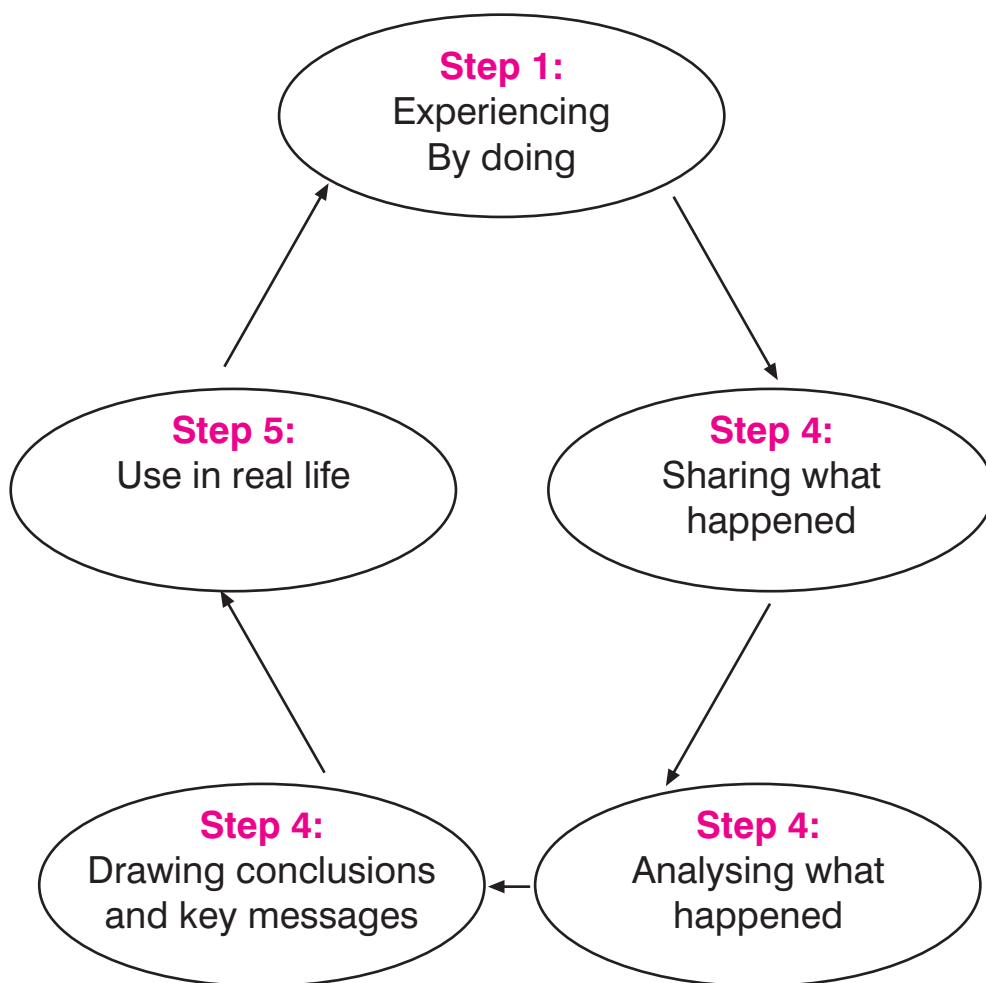 Step 1:
Experiencing
By doing
Step 4:
Sharing what
happened
Step 4:
Analysing what
happened
Step 4:
Drawing conclusions
and key messages
Step 5:
Use in real life